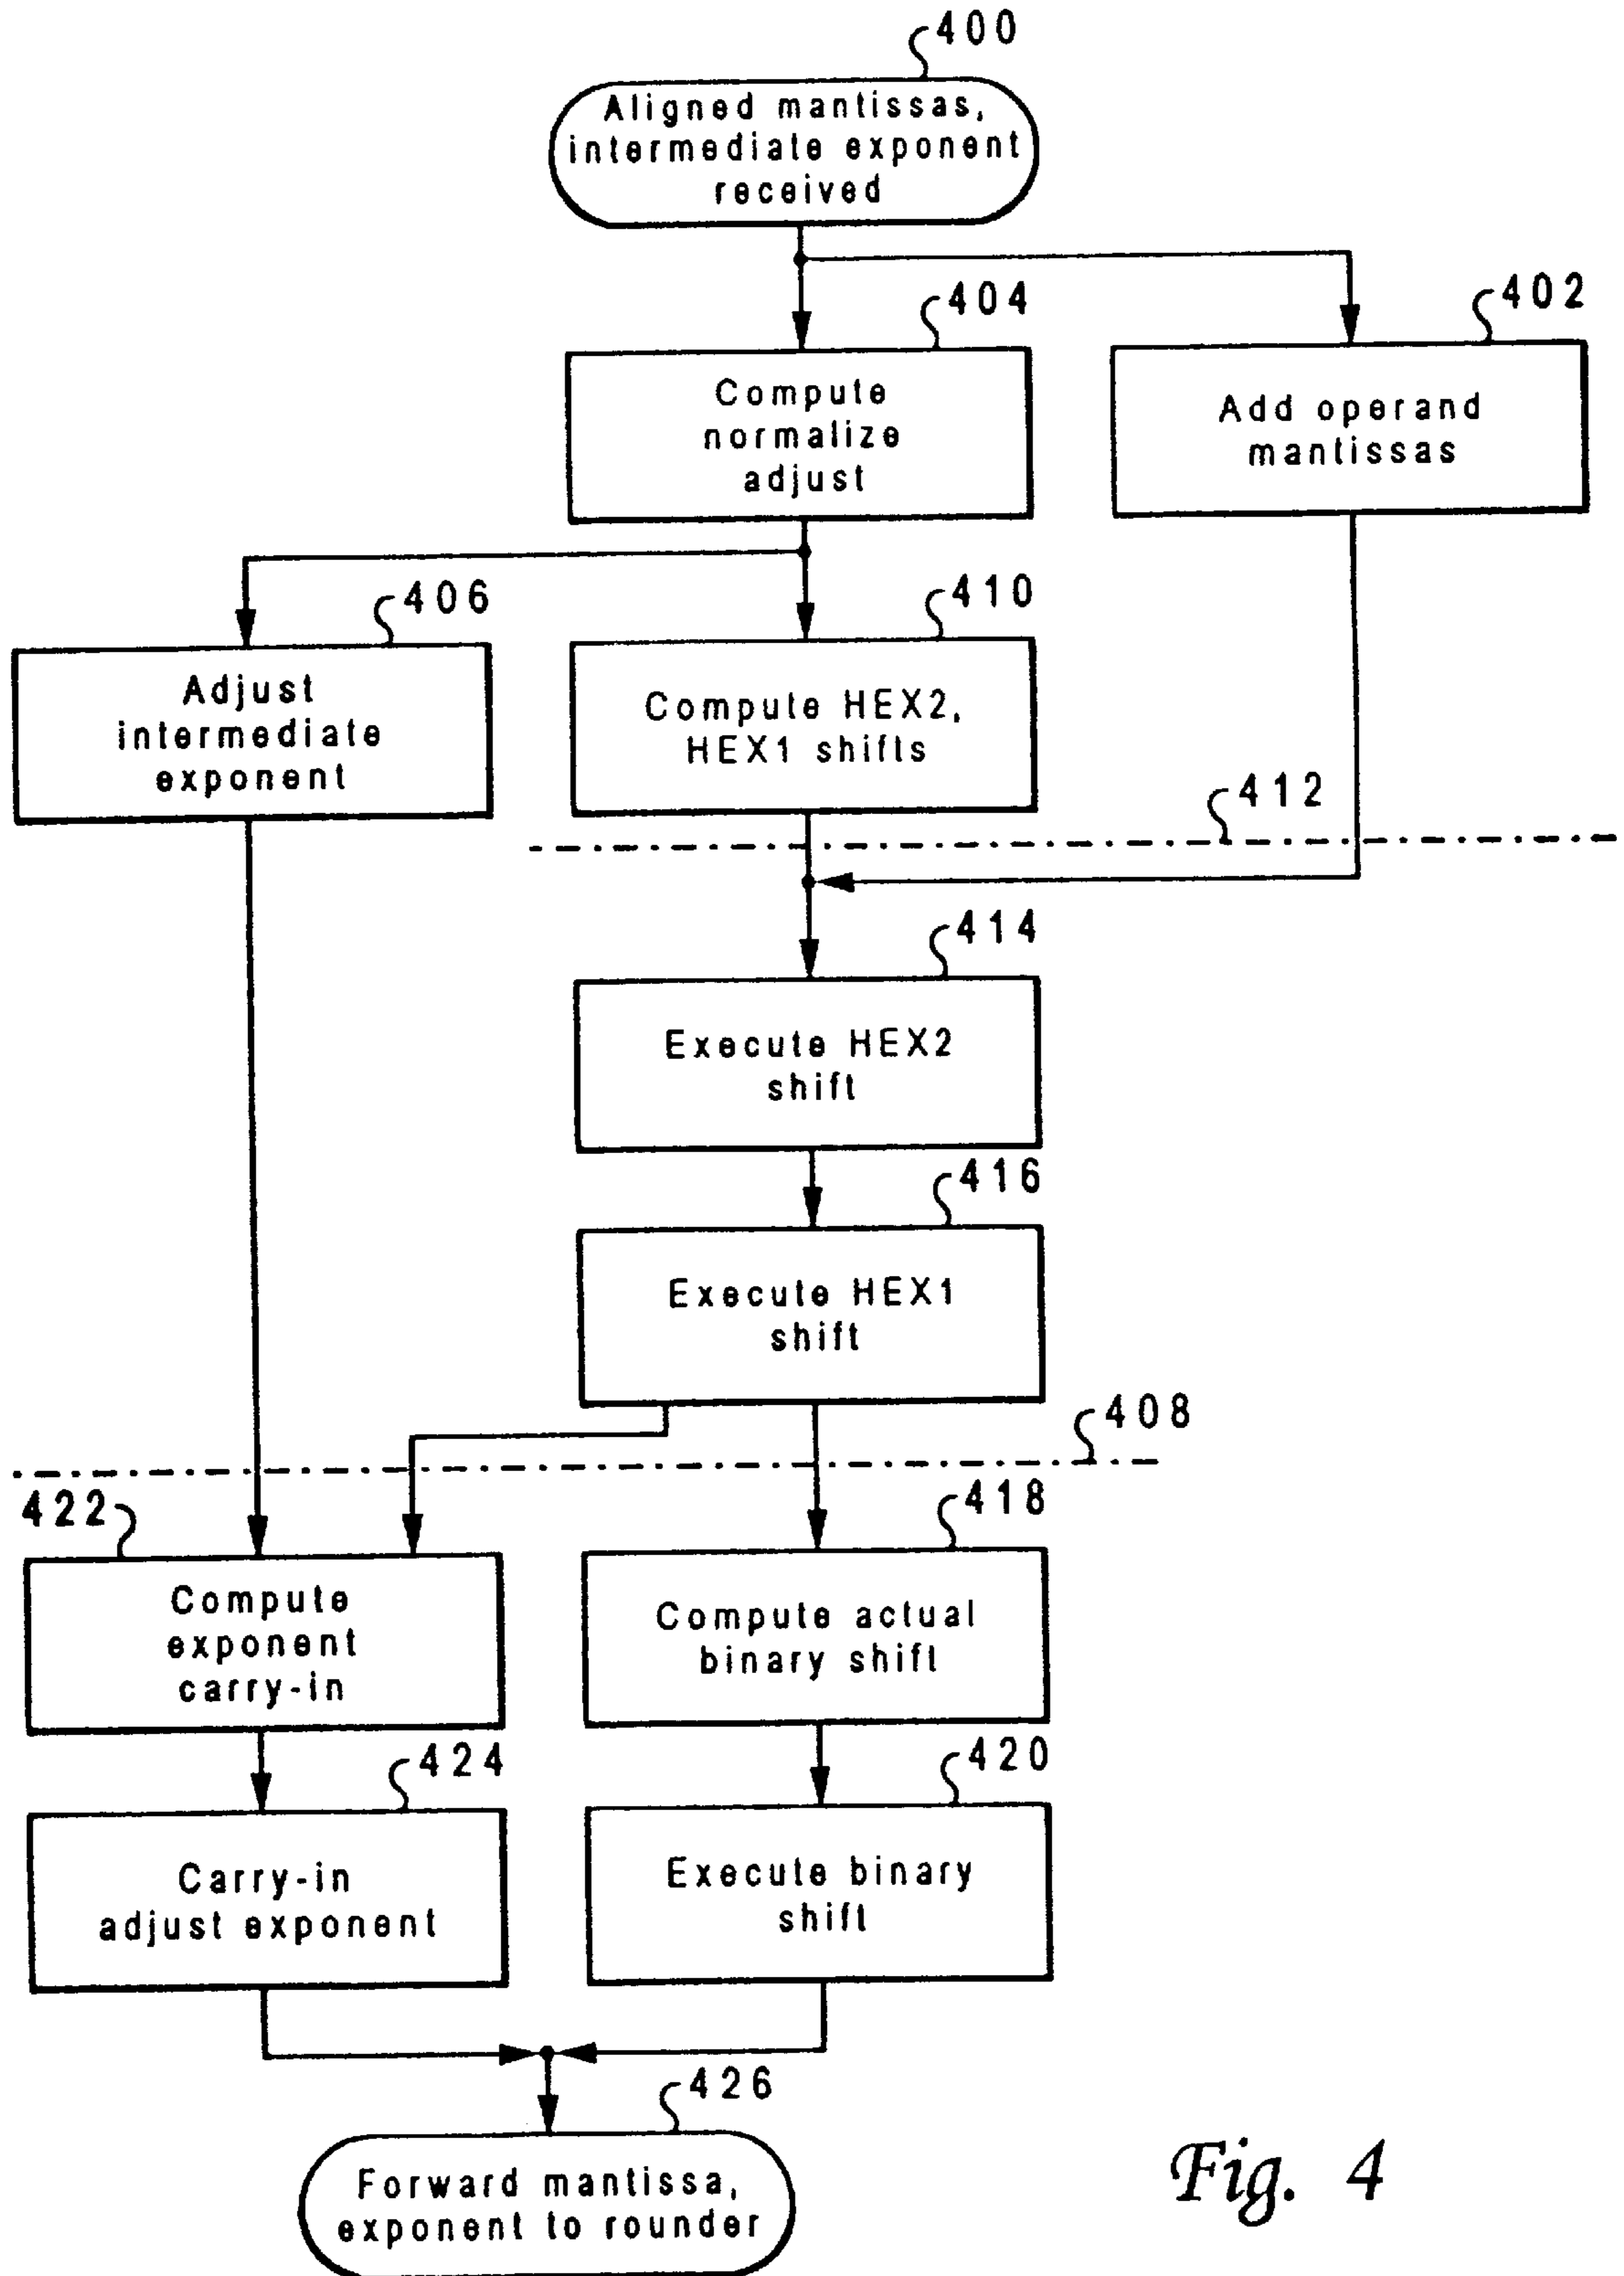 400
Aligned mantissas,
intermediate exponent
received
404
402
Compute
normalize
adjust
Add operand
mantissas
406
410
Adjust
intermediate
exponent
Compute HEX2,
HEX1 shifts
412
414
Execute HEX2
shift
416
Execute HEX1
shift
408
422
418
Compute
exponent
carry-in
Compute actual
binary shift
424
420
Carry-in
adjust exponent
Execute binary
shift
426
Forward mantissa,
exponent to rounder
Fig. 4